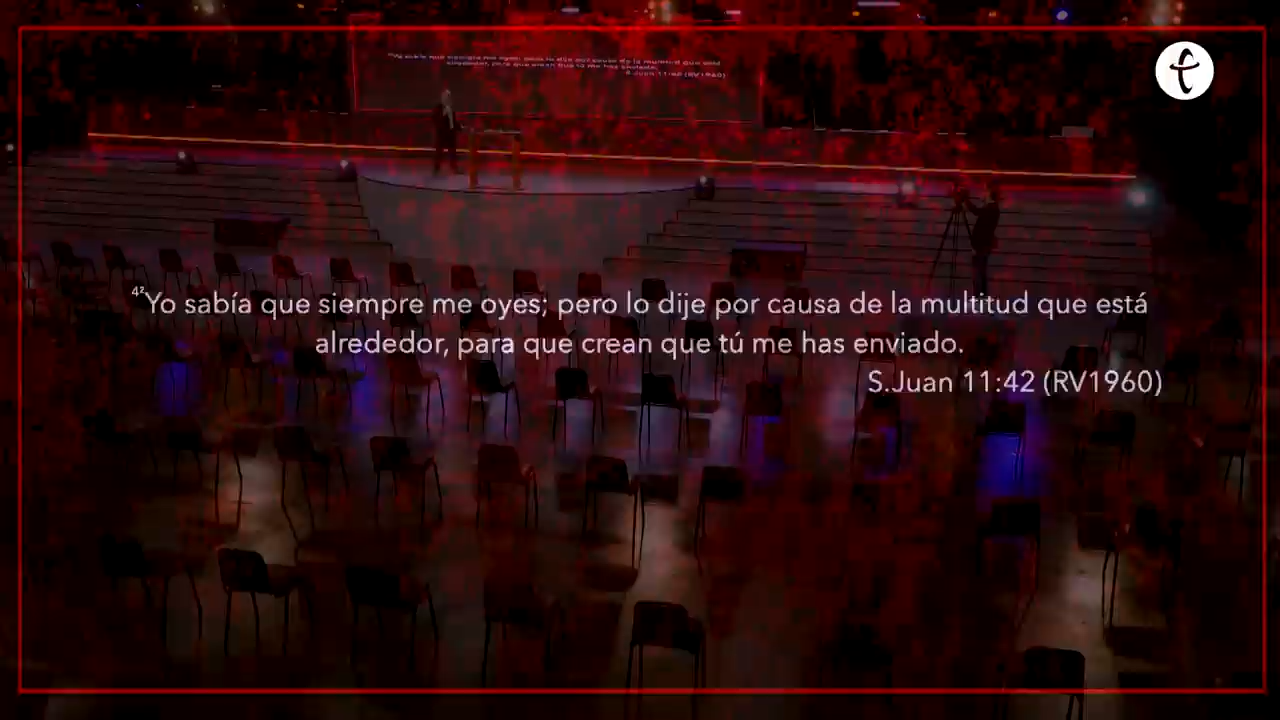 ⁴²Yo sabía que siempre me oyes; pero lo dije por causa de la multitud que está
alrededor, para que crean que tú me has enviado.
S.Juan 11:42 (RV1960)